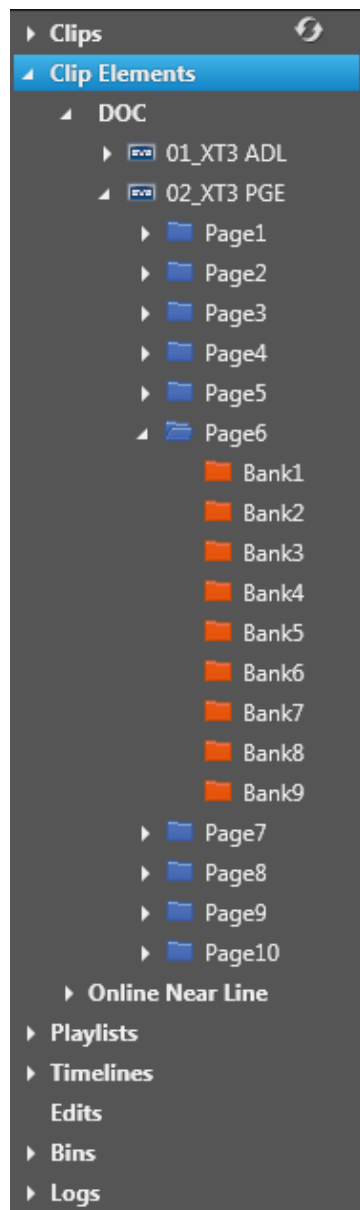 Clips
Clip Elements
DOC
01_XT3 ADL
02_XT3 PGE
Page1
Page2
Page3
Page4
Page5
Page6
Bank1
Bank2
Bank3
Bank4
Bank5
Bank6
Bank7
Bank8
Bank9
Page7
Page8
Page9
Page10
Online Near Line
Playlists
Timelines
Edits
Bins
Logs